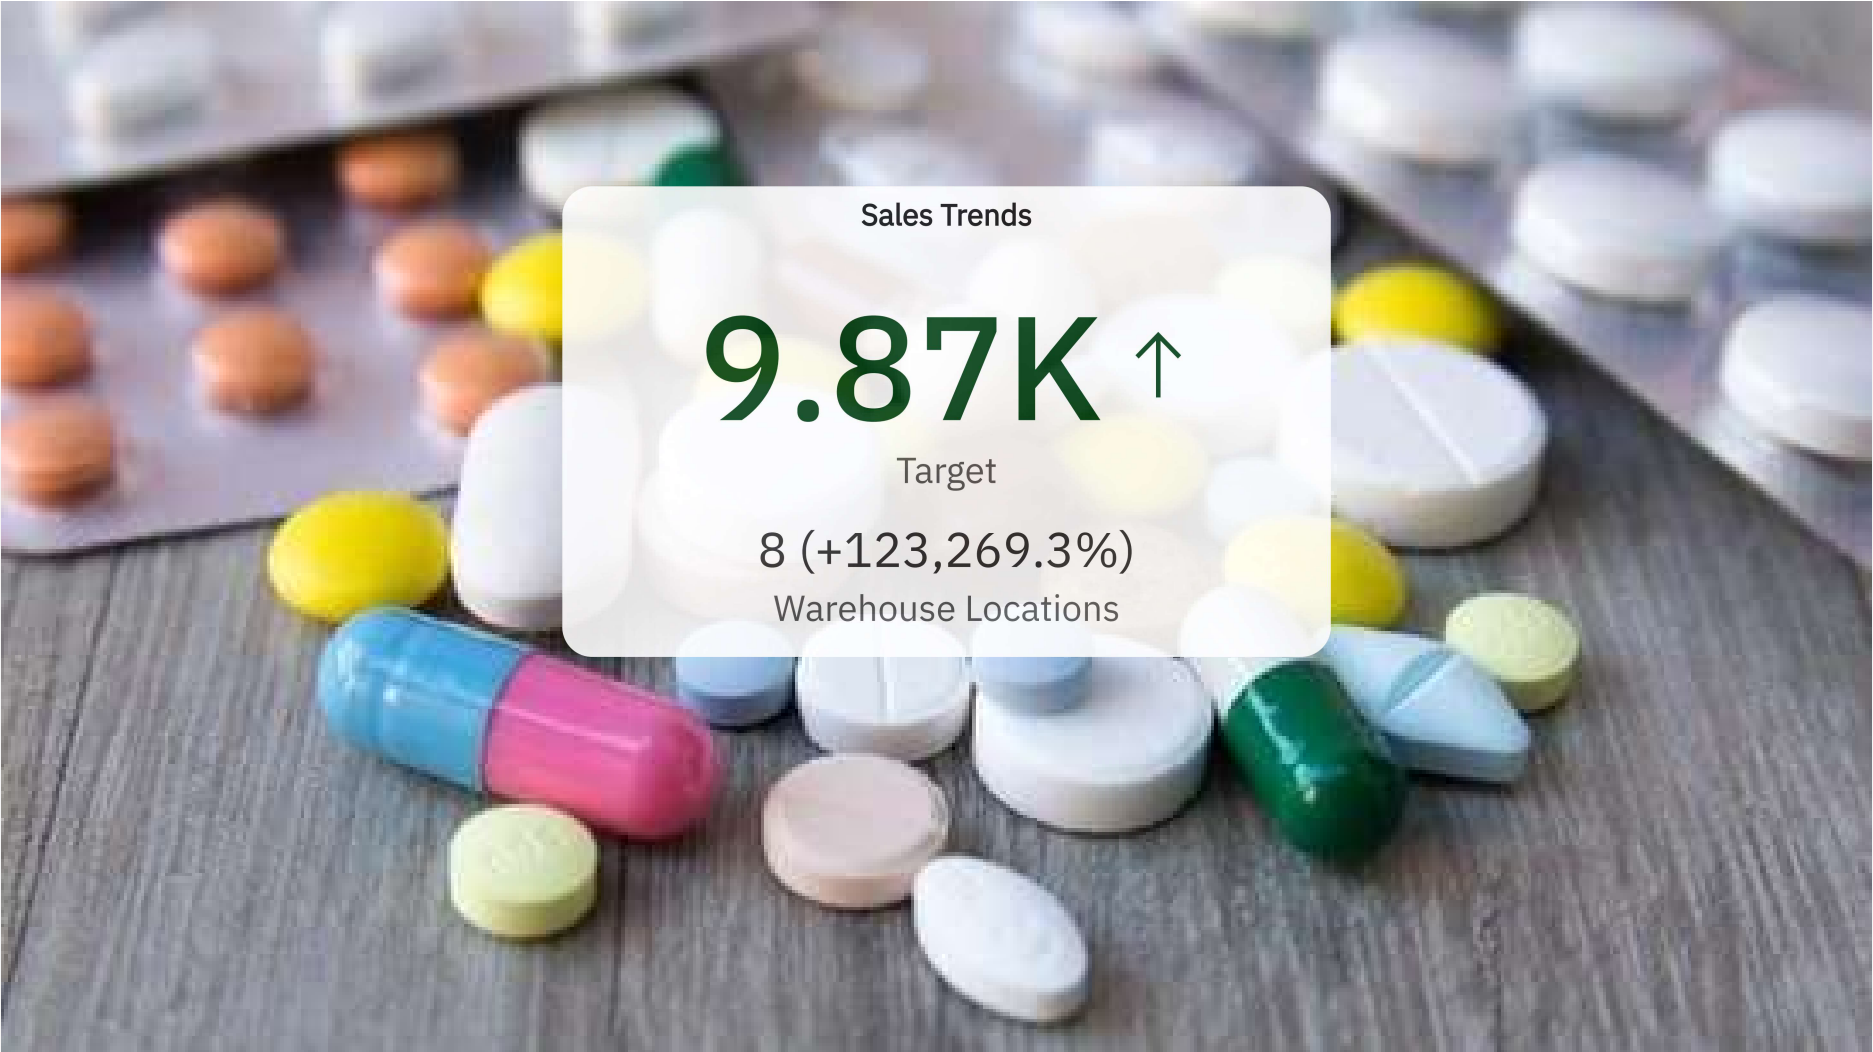 Sales Trends
9.87K↑
Target
8 (+123,269.3%)
Warehouse Locations